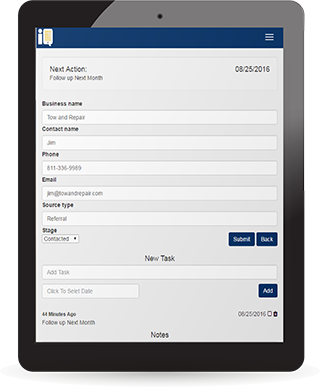 iQ
Next Action: 08/25/2016
Follow up Next Month
Business name
Tow and Repair
Contact name
Jim
Phone
811-336-9989
Email
jim@towandrepair.com
Source type
Referral
Stage
Contacted Submit Back
New Task
Add Task
Click To Selet Date Add
44 Minutes Ago 08/25/2016
Follow up Next Month
Notes